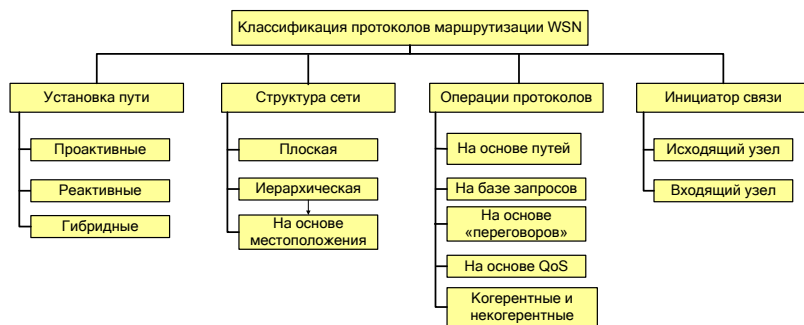 Классификация протоколов маршрутизации WSN
Установка пути
Структура сети
Операции протоколов
Инициатор связи
Проактивные
Реактивные
Гибридные
Плоская
Иерархическая
На основе
местоположения
На основе путей
На базе запросов
На основе
«переговоров»
На основе QoS
Когерентные и
некогерентные
Исходящий узел
Входящий узел